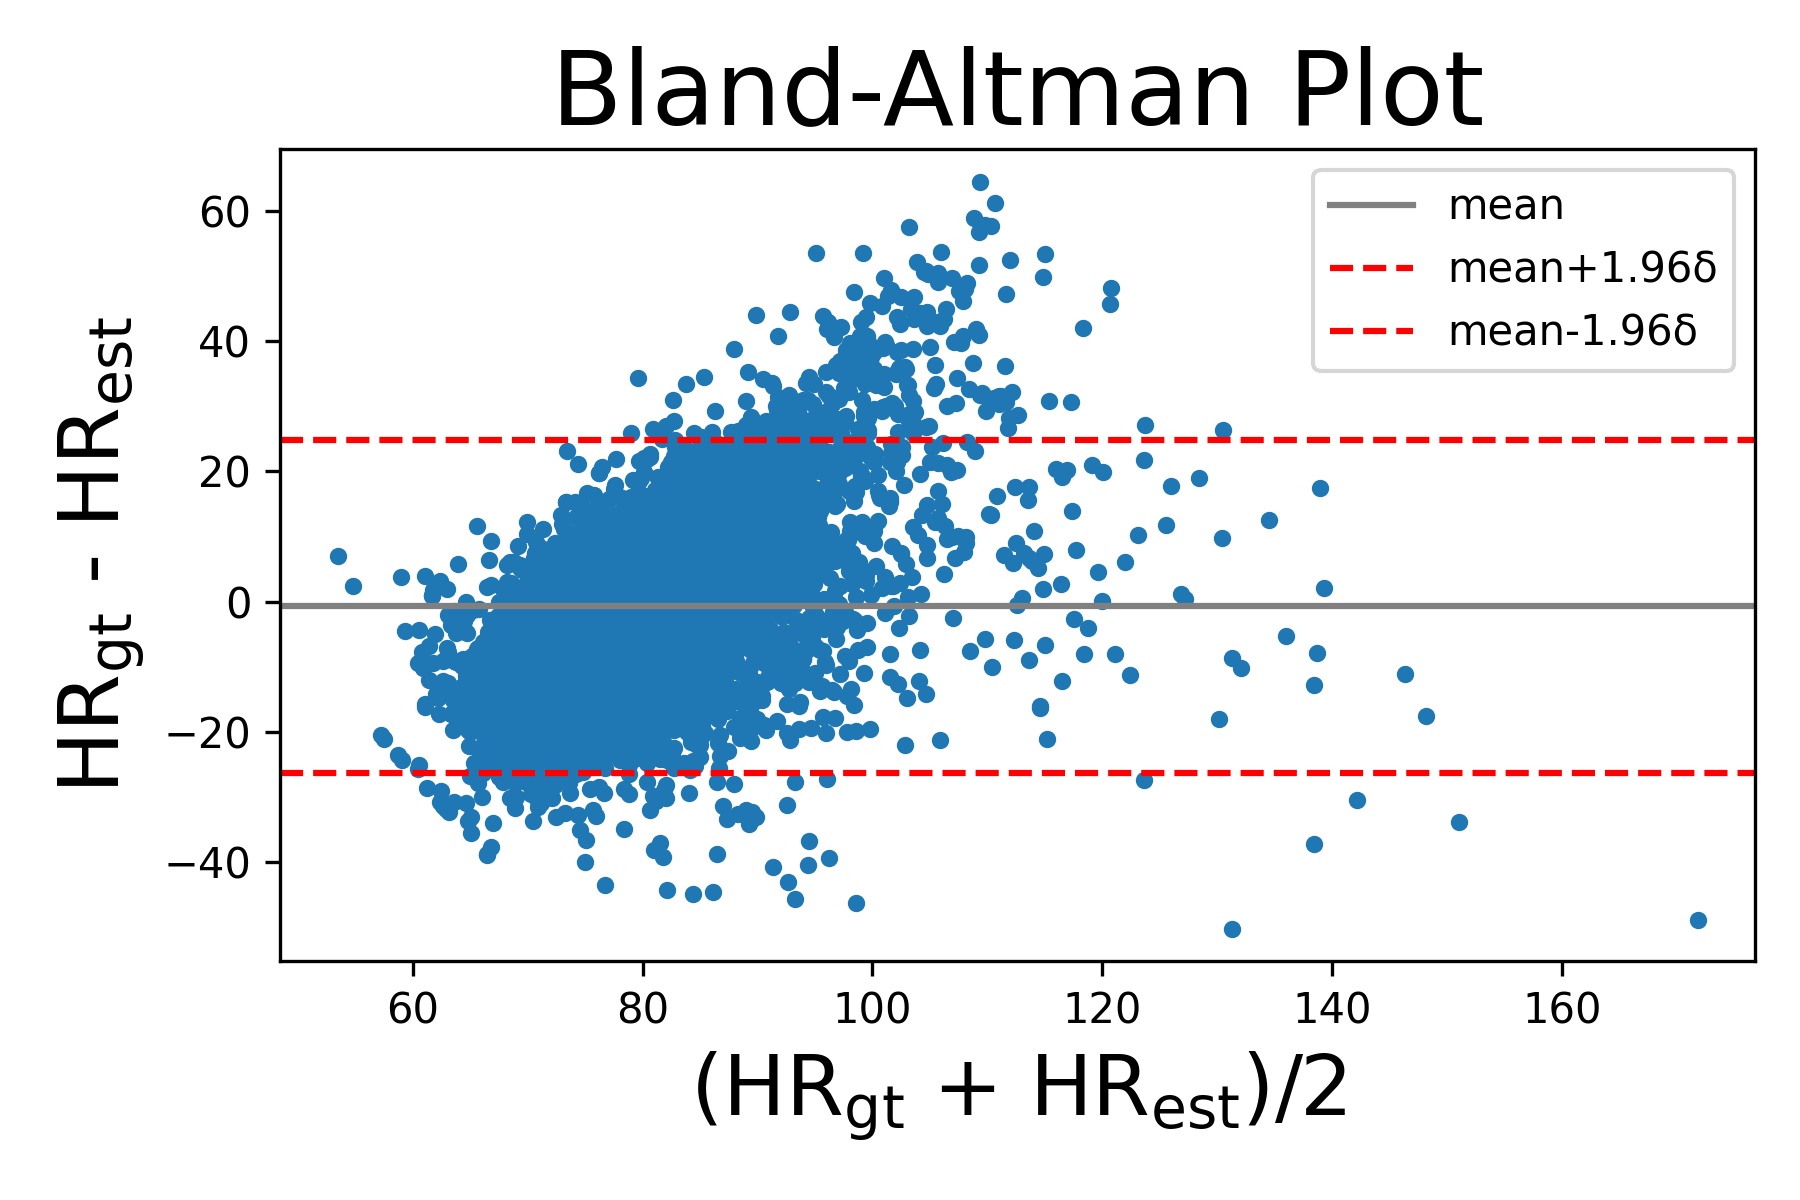 Bland-Altman Plot
mean
mean+1.96δ
mean-1.96δ
HRgt - HRest
60
40
20
0
−20
−40
60 80 100 120 140 160
(HRgt + HRest)/2